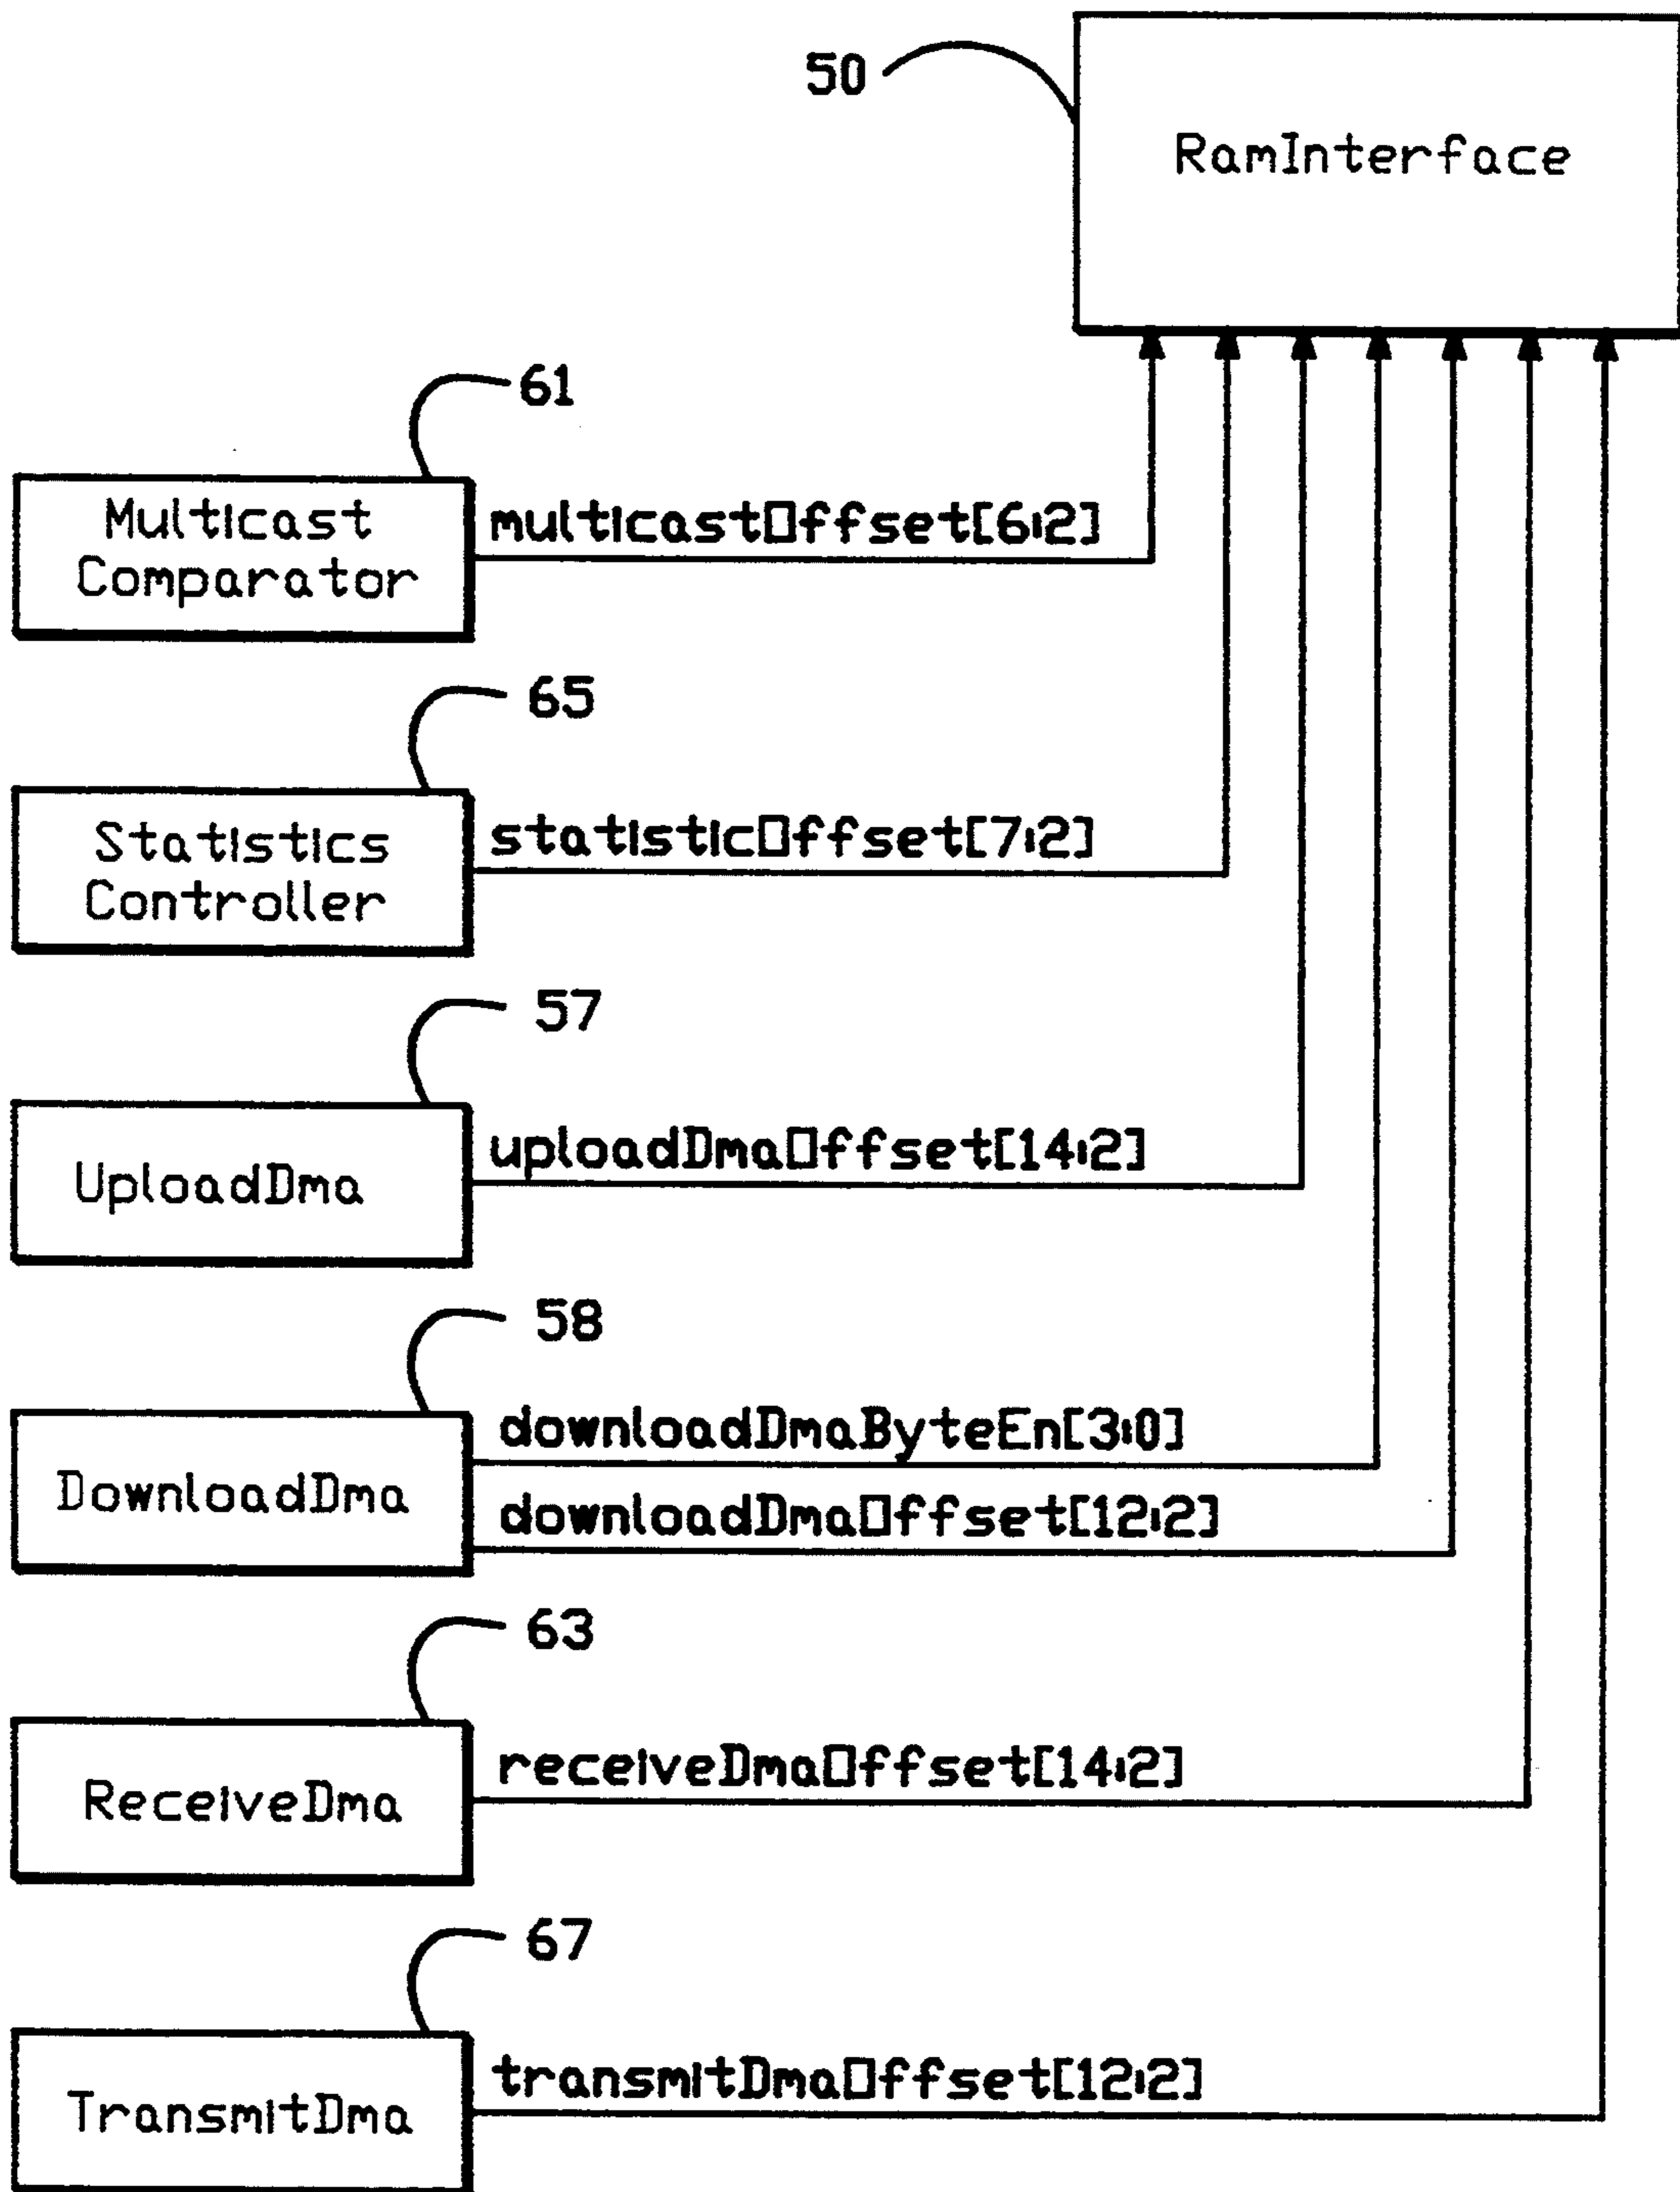 50
RamInterface
61
Multicast
Comparator
multicastOffset[6:2]
65
Statistics
Controller
statisticOffset[7:2]
57
UploadDma
uploadDmaOffset[14:2]
58
DownloadDma
downloadDmaByteEn[3:0]
downloadDmaOffset[12:2]
63
ReceiveDma
receiveDmaOffset[14:2]
67
TransmitDma
transmitDmaOffset[12:2]